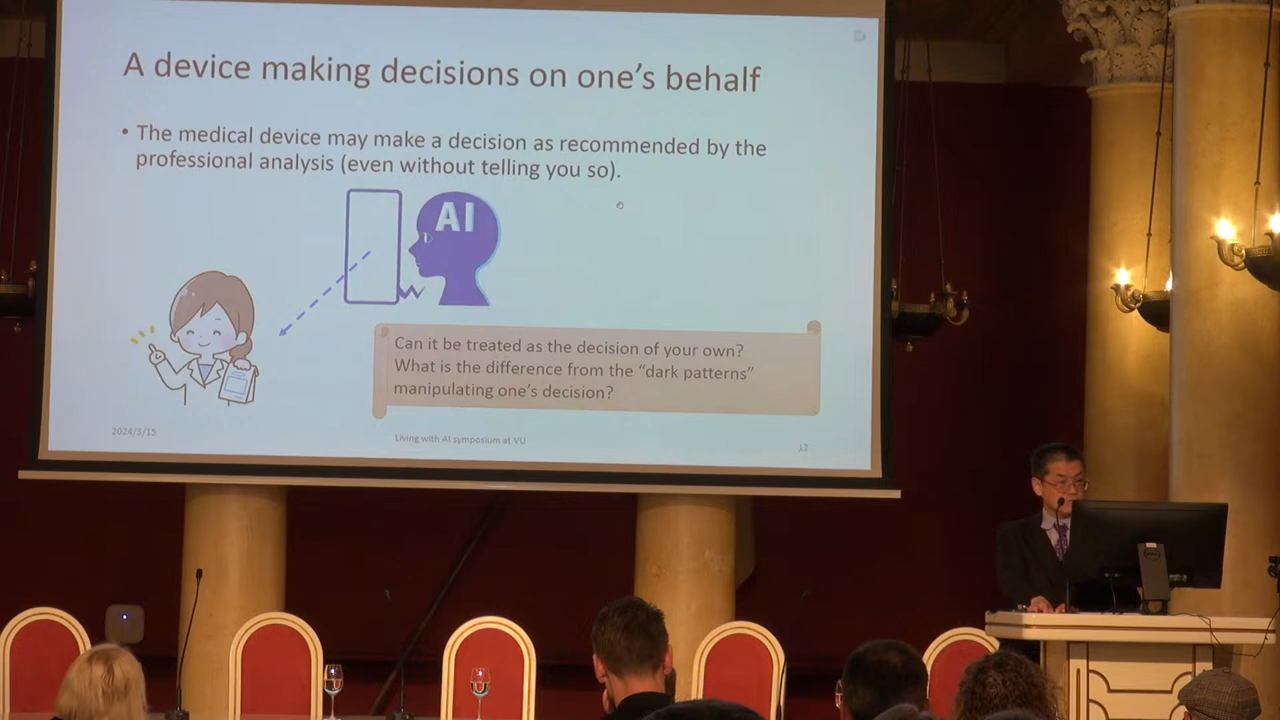 A device making decisions on one's behalf
• The medical device may make a decision as recommended by the
professional analysis (even without telling you so).
AI
Can it be treated as the decision of your own?
What is the difference from the "dark patterns"
manipulating one's decision?
2024/3/15
Living with AI symposium at VU
12